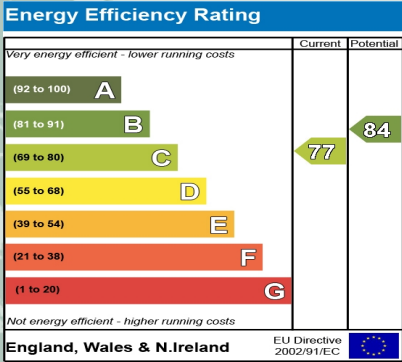 Energy Efficiency Rating
Current Potential
Very energy efficient - lower running costs
(92 to 100) A
(81 to 91) B
84
(69 to 80) C
77
(55 to 68) D
(39 to 54) E
(21 to 38) F
(1 to 20) G
Not energy efficient - higher running costs
England, Wales & N.Ireland
EU Directive
2002/91/EC